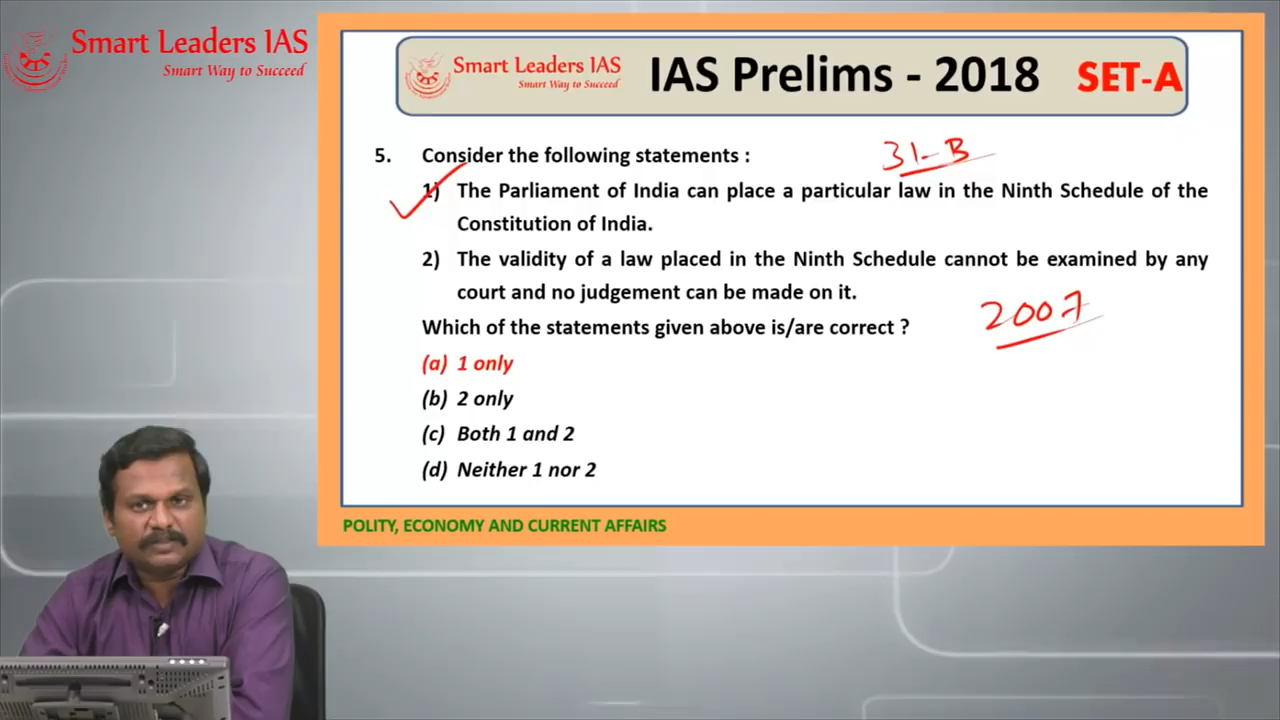 Smart Leaders IAS
Smart Way to Succeed
Smart Leaders IAS
Smart Way to Succeed
IAS Prelims - 2018 SET-A
31-B
5. Consider the following statements :
1) The Parliament of India can place a particular law in the Ninth Schedule of the
Constitution of India.
2) The validity of a law placed in the Ninth Schedule cannot be examined by any
court and no judgement can be made on it.
2007
Which of the statements given above is/are correct ?
(a) 1 only
(b) 2 only
(c) Both 1 and 2
(d) Neither 1 nor 2
POLITY, ECONOMY AND CURRENT AFFAIRS